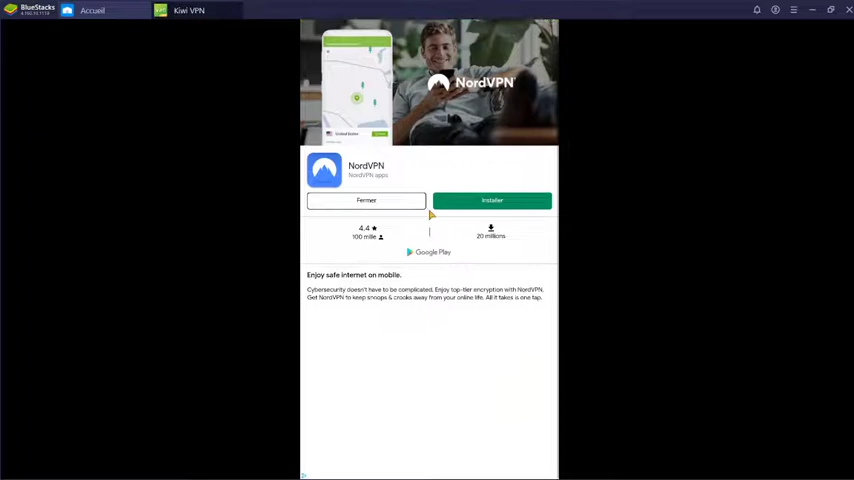 BlueStacks
Accueil
Kiwi VPN
NordVPN
NordVPN
NordVPN apps
Fermer
Installer
4.4 ★
100 mille
20 millions
Google Play
Enjoy safe internet on mobile.
Cybersecurity doesn't have to be complicated. Enjoy top-tier encryption with NordVPN.
Get NordVPN to keep snoops & crooks away from your online life. All it takes is one tap.